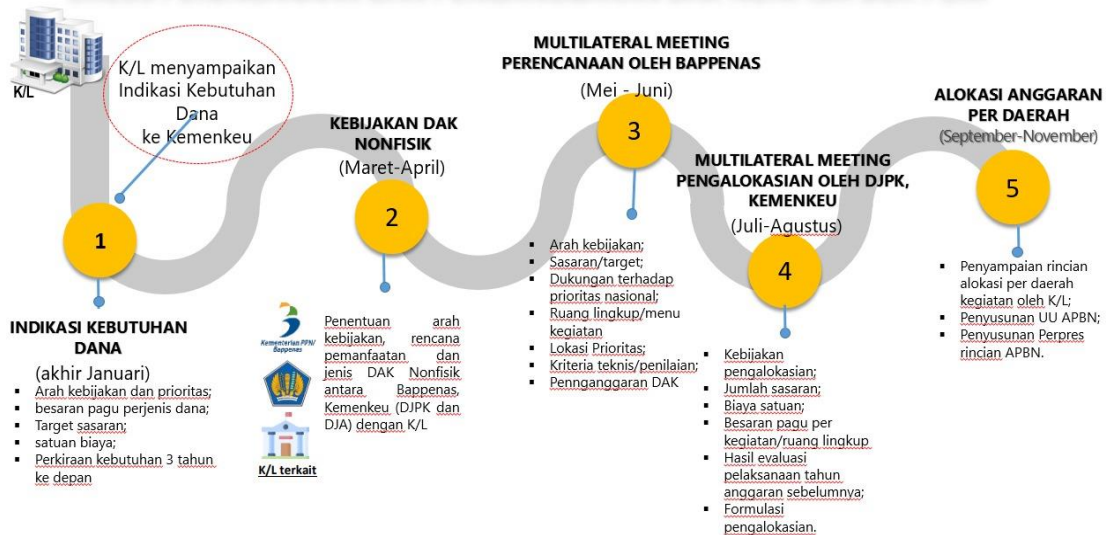 K/L
K/L menyampaikan
Indikasi Kebutuhan
Dana
ke Kemenkeu
1
INDIKASI KEBUTUHAN
DANA
(akhir Januari)
▪ Arah kebijakan dan prioritas;
▪ besaran pagu perjenis dana;
▪ Target sasaran;
▪ satuan biaya;
▪ Perkiraan kebutuhan 3 tahun
ke depan
KEBIJAKAN DAK
NONFISIK
(Maret-April)
2
Kementerian PPN/
Bappenas
K/L terkait
Penentuan arah
kebijakan, rencana
pemanfaatan dan
jenis DAK Nonfisik
antara Bappenas,
Kemenkeu (DJPK dan
DJA) dengan K/L
MULTILATERAL MEETING
PERENCANAAN OLEH BAPPENAS
(Mei - Juni)
3
▪ Arah kebijakan;
▪ Sasaran/target;
▪ Dukungan terhadap
prioritas nasional;
▪ Ruang lingkup/menu
kegiatan
▪ Lokasi Prioritas;
▪ Kriteria teknis/penilaian;
▪ Pennganggaran DAK
MULTILATERAL MEETING
PENGALOKASIAN OLEH DJPK,
KEMENKEU
(Juli-Agustus)
4
▪ Kebijakan
pengalokasian;
▪ Jumlah sasaran;
▪ Biaya satuan;
▪ Besaran pagu per
kegiatan/ruang lingkup
▪ Hasil evaluasi
pelaksanaan tahun
anggaran sebelumnya;
▪ Formulasi
pengalokasian.
ALOKASI ANGGARAN
PER DAERAH
(September-November)
5
▪ Penyampaian rincian
alokasi per daerah
kegiatan oleh K/L;
▪ Penyusunan UU APBN;
▪ Penyusunan Perpres
rincian APBN.